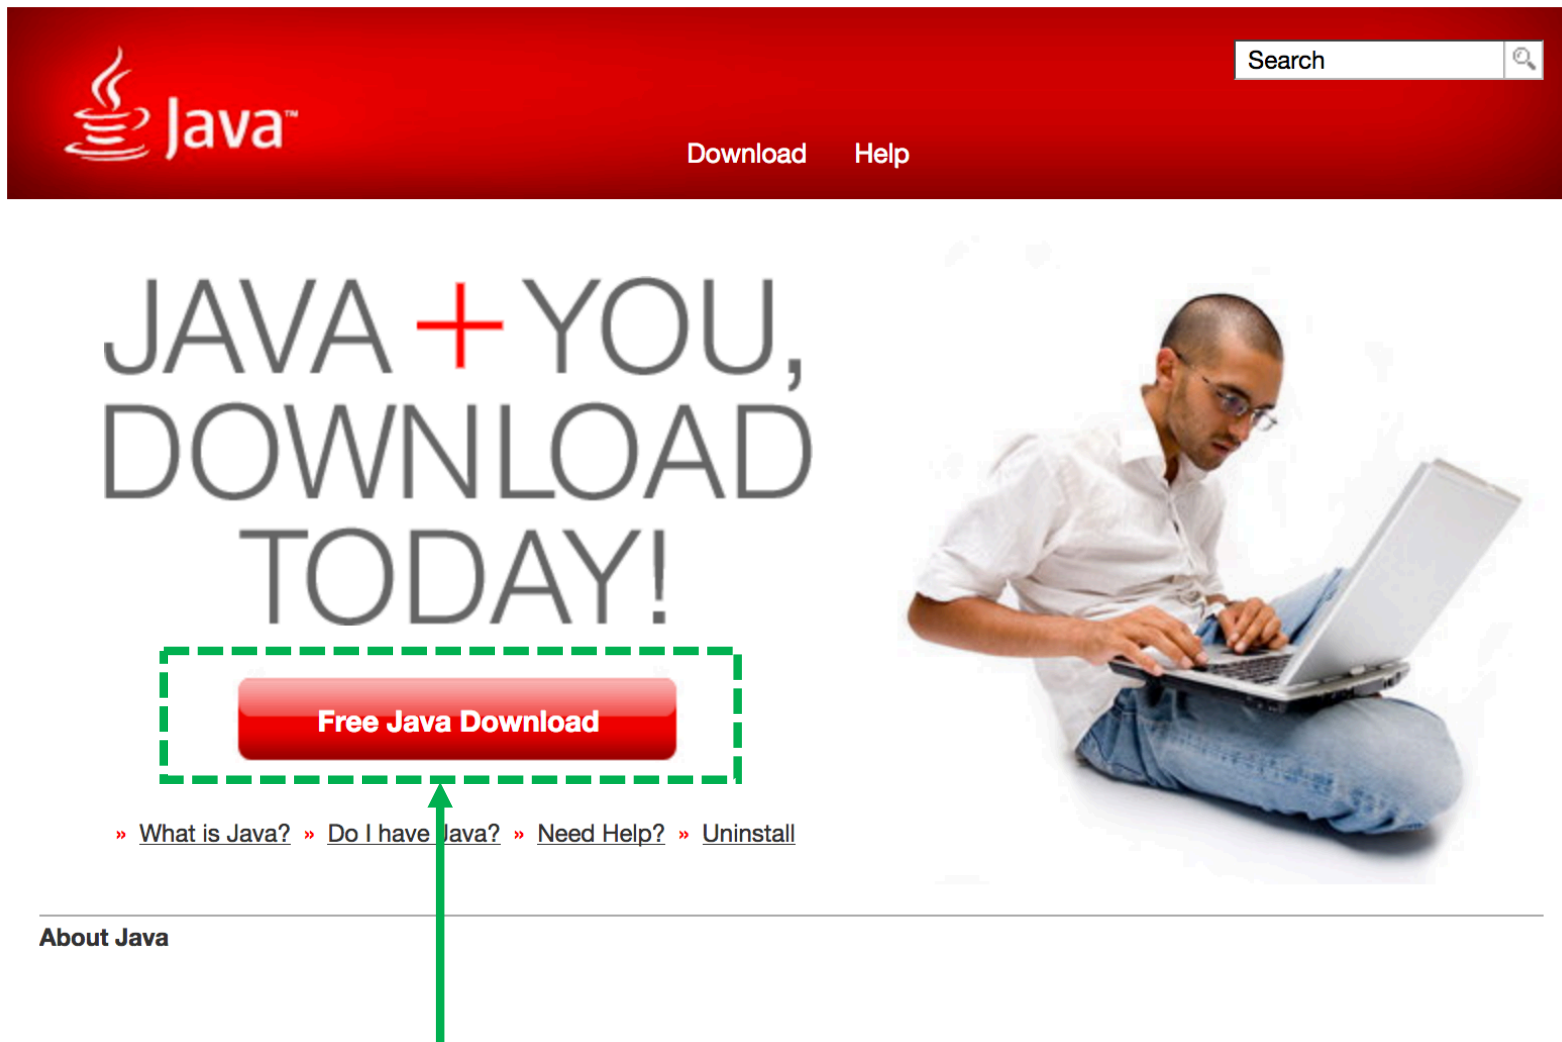 Java™
Search
Download Help
JAVA + YOU,
DOWNLOAD
TODAY!
Free Java Download
» What is Java? » Do I have Java? » Need Help? » Uninstall
About Java